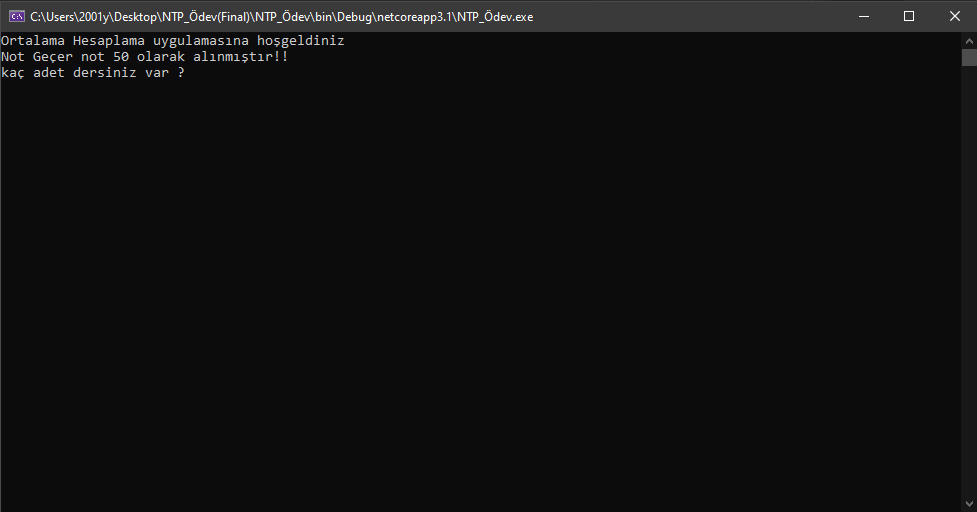 C:\Users\2001y\Desktop\NTP_Ödev(Final)\NTP_Ödev\bin\Debug\netcoreapp3.1\NTP_Ödev.exe
Ortalama Hesaplama uygulamasına hoşgeldiniz
Not Geçer not 50 olarak alınmıştır!!
kaç adet dersiniz var ?